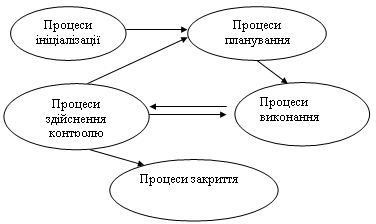 Процеси
ініціалізації
Процеси
планування
Процеси
здійснення
контролю
Процеси
виконання
Процеси закриття